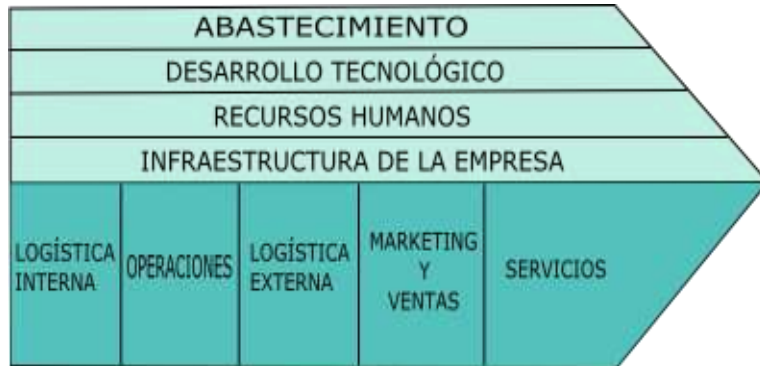 ABASTECIMIENTO
DESARROLLO TECNOLÓGICO
RECURSOS HUMANOS
INFRAESTRUCTURA DE LA EMPRESA
LOGÍSTICA
INTERNA
OPERACIONES
LOGÍSTICA
EXTERNA
MARKETING
Y
VENTAS
SERVICIOS